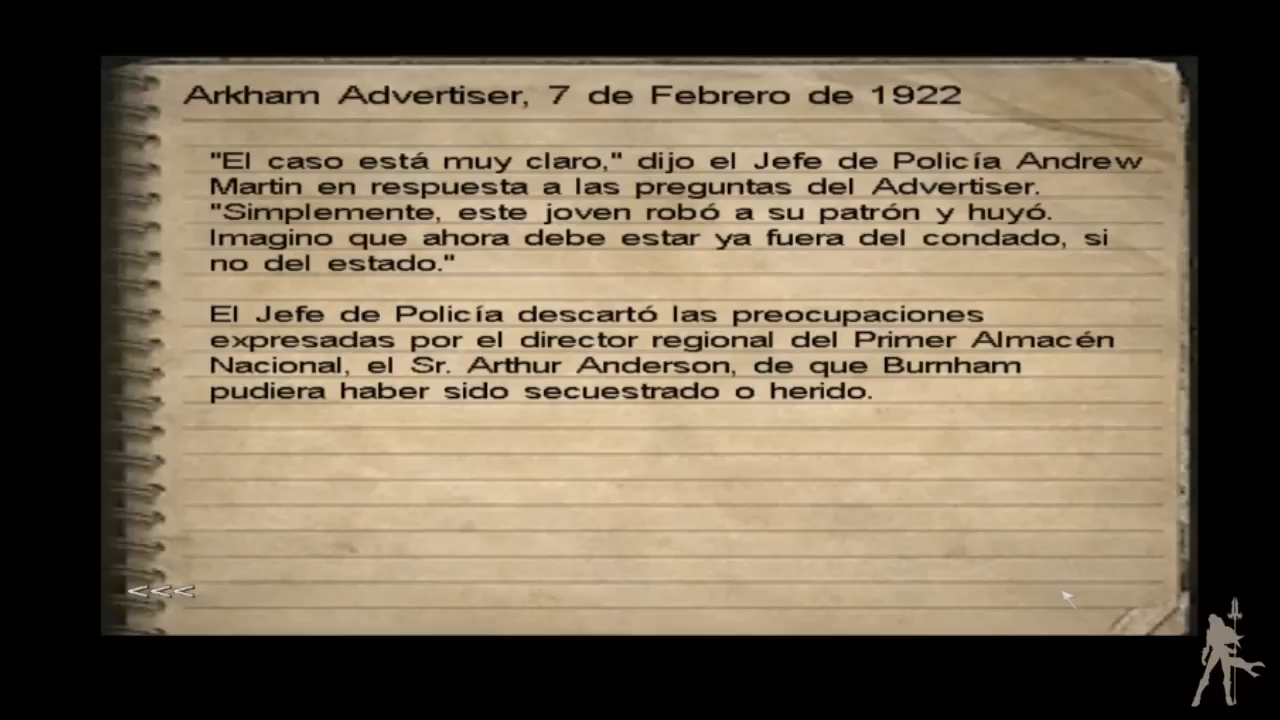 Arkham Advertiser, 7 de Febrero de 1922
"El caso está muy claro," dijo el Jefe de Policía Andrew
Martin en respuesta a las preguntas del Advertiser.
"Simplemente, este joven robó a su patrón y huyó.
Imagino que ahora debe estar ya fuera del condado, si
no del estado."
El Jefe de Policía descartó las preocupaciones
expresadas por el director regional del Primer Almacén
Nacional, el Sr. Arthur Anderson, de que Burnham
pudiera haber sido secuestrado o herido.
<<<